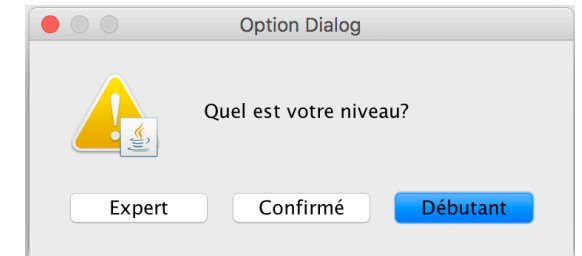 Option Dialog
Quel est votre niveau?
Expert Confirmé Débutant